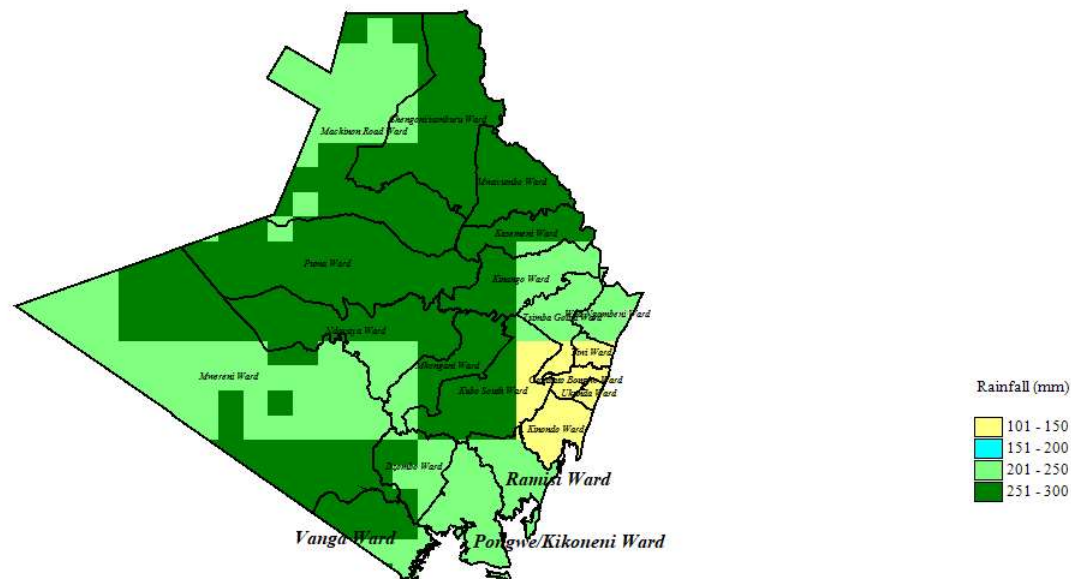 Mackinon Road Ward
Mwavumbo Ward
Kasemeni Ward
Puma Ward
Kinango Ward
Ndavaya Ward
Tsimba Golini Ward
Mwereni Ward
Mkongani Ward
Kubo South Ward
Ukunda Ward
Kinondo Ward
Dzombo Ward
Ramisi Ward
Vanga Ward
Pongwe/Kikoneni Ward
Rainfall (mm)
101 - 150
151 - 200
201 - 250
251 - 300